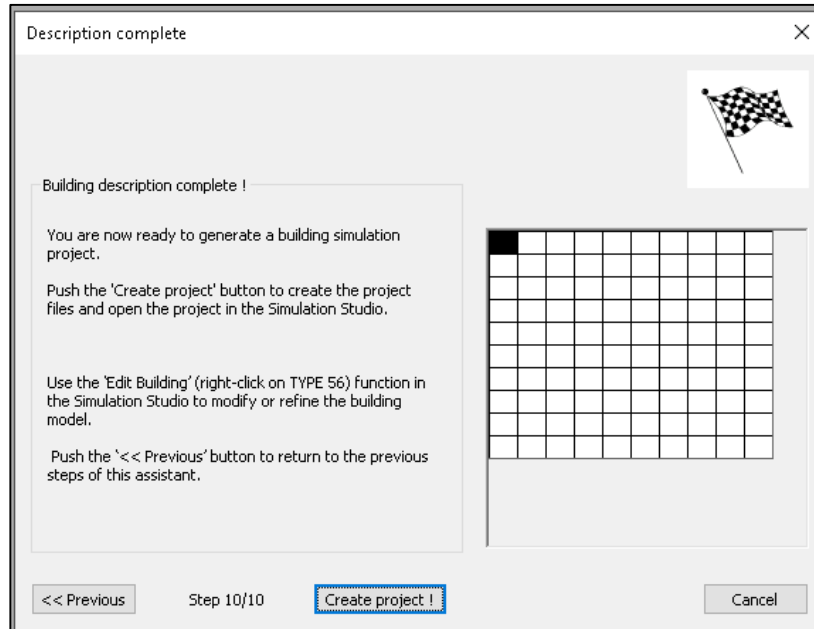 Description complete
Building description complete !
You are now ready to generate a building simulation
project.
Push the 'Create project' button to create the project
files and open the project in the Simulation Studio.
Use the 'Edit Building' (right-click on TYPE 56) function in
the Simulation Studio to modify or refine the building
model.
Push the '<< Previous' button to return to the previous
steps of this assistant.
<< Previous
Step 10/10
Create project !
Cancel